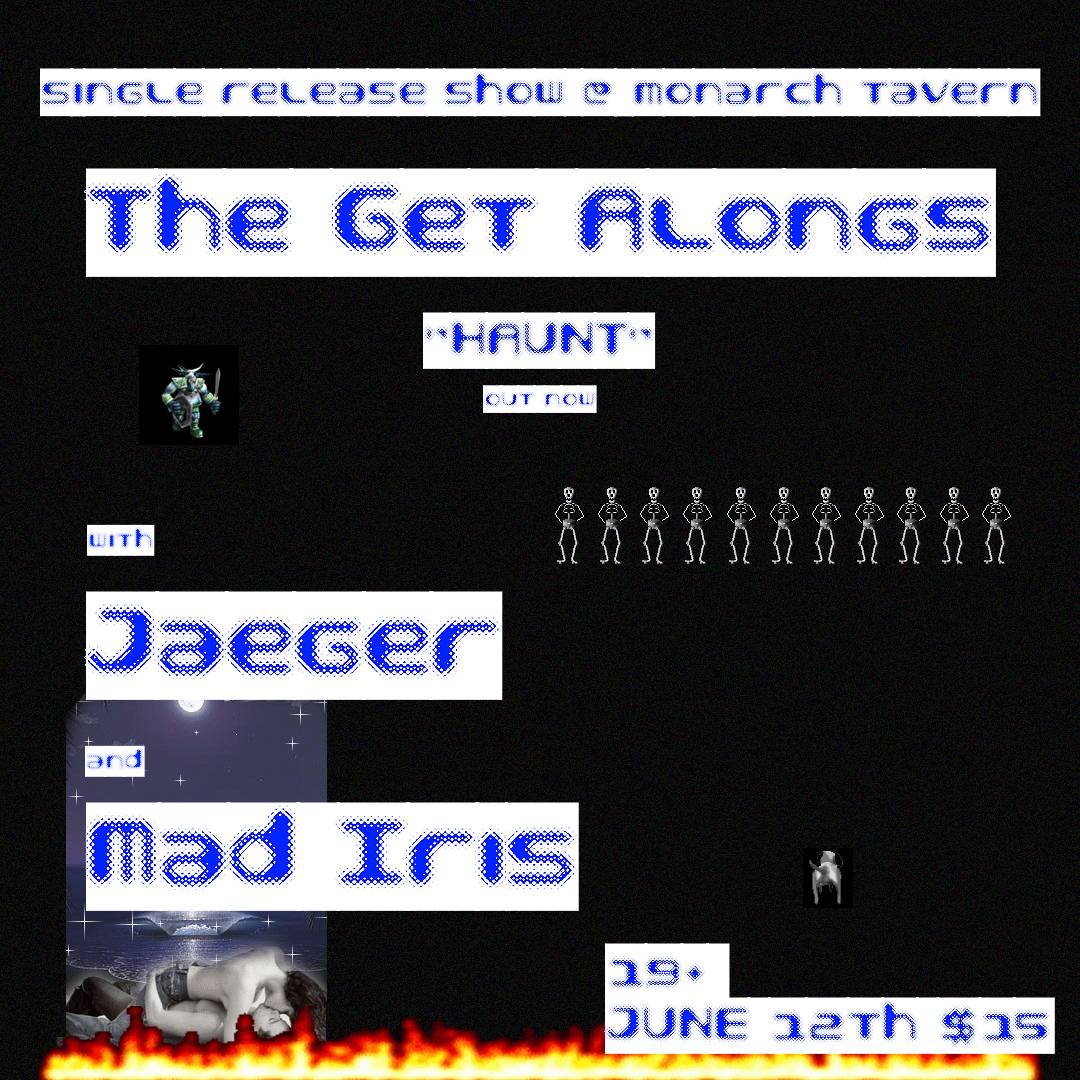 Single release show @ monarch Tavern
The Get Alongs
"HAUNT"
out now
with
Jaeger
and
Mad Iris
19+
JUNE 12Th $15